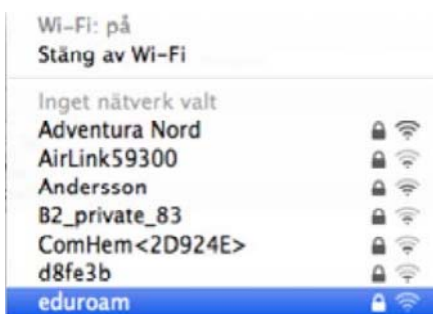 Wi-Fi: på
Stäng av Wi-Fi
Inget nätverk valt
Adventura Nord
AirLink59300
Andersson
B2_private_83
ComHem<2D924E>
d8fe3b
eduroam